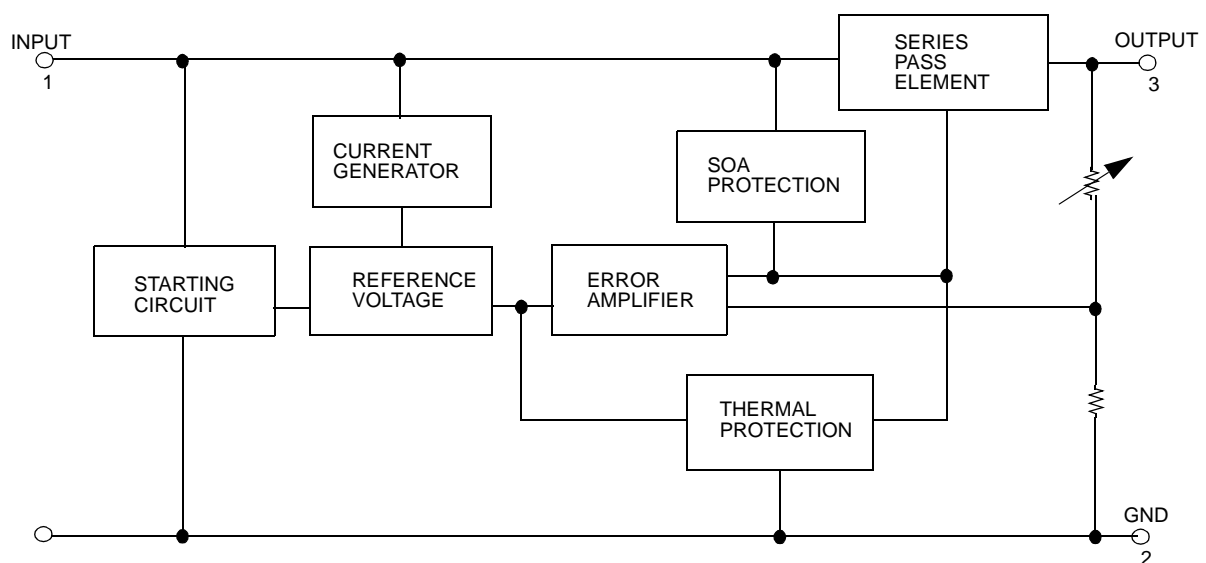 INPUT
1
SERIES
PASS
ELEMENT
OUTPUT
3
CURRENT
GENERATOR
SOA
PROTECTION
STARTING
CIRCUIT
REFERENCE
VOLTAGE
ERROR
AMPLIFIER
THERMAL
PROTECTION
GND
2